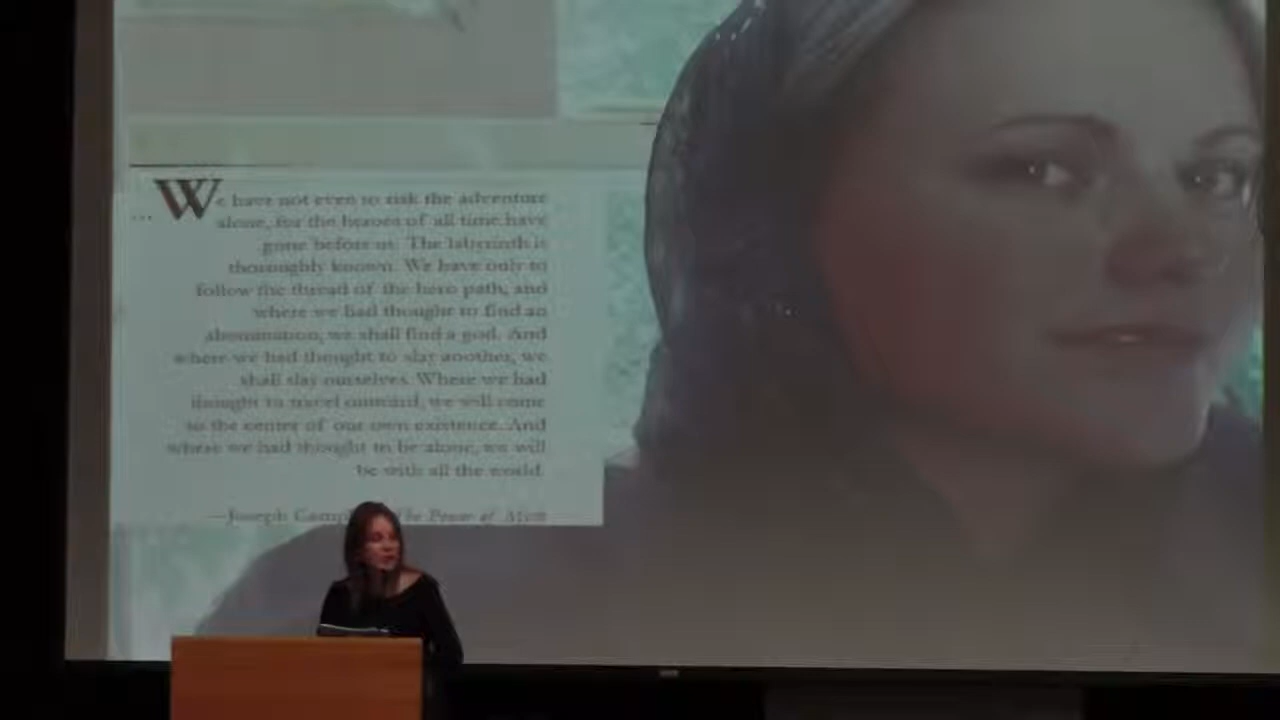 ... We have not even to risk the adventure
alone, for the heroes of all time have
gone before us. The labyrinth is
thoroughly known. We have only to
follow the thread of the hero path, and
where we had thought to find an
abomination, we shall find a god. And
where we had thought to slay another, we
shall slay ourselves. Where we had
thought to travel outward, we will come
to the center of our own existence. And
where we had thought to be alone, we will
be with all the world.
—Joseph The Power of Myth